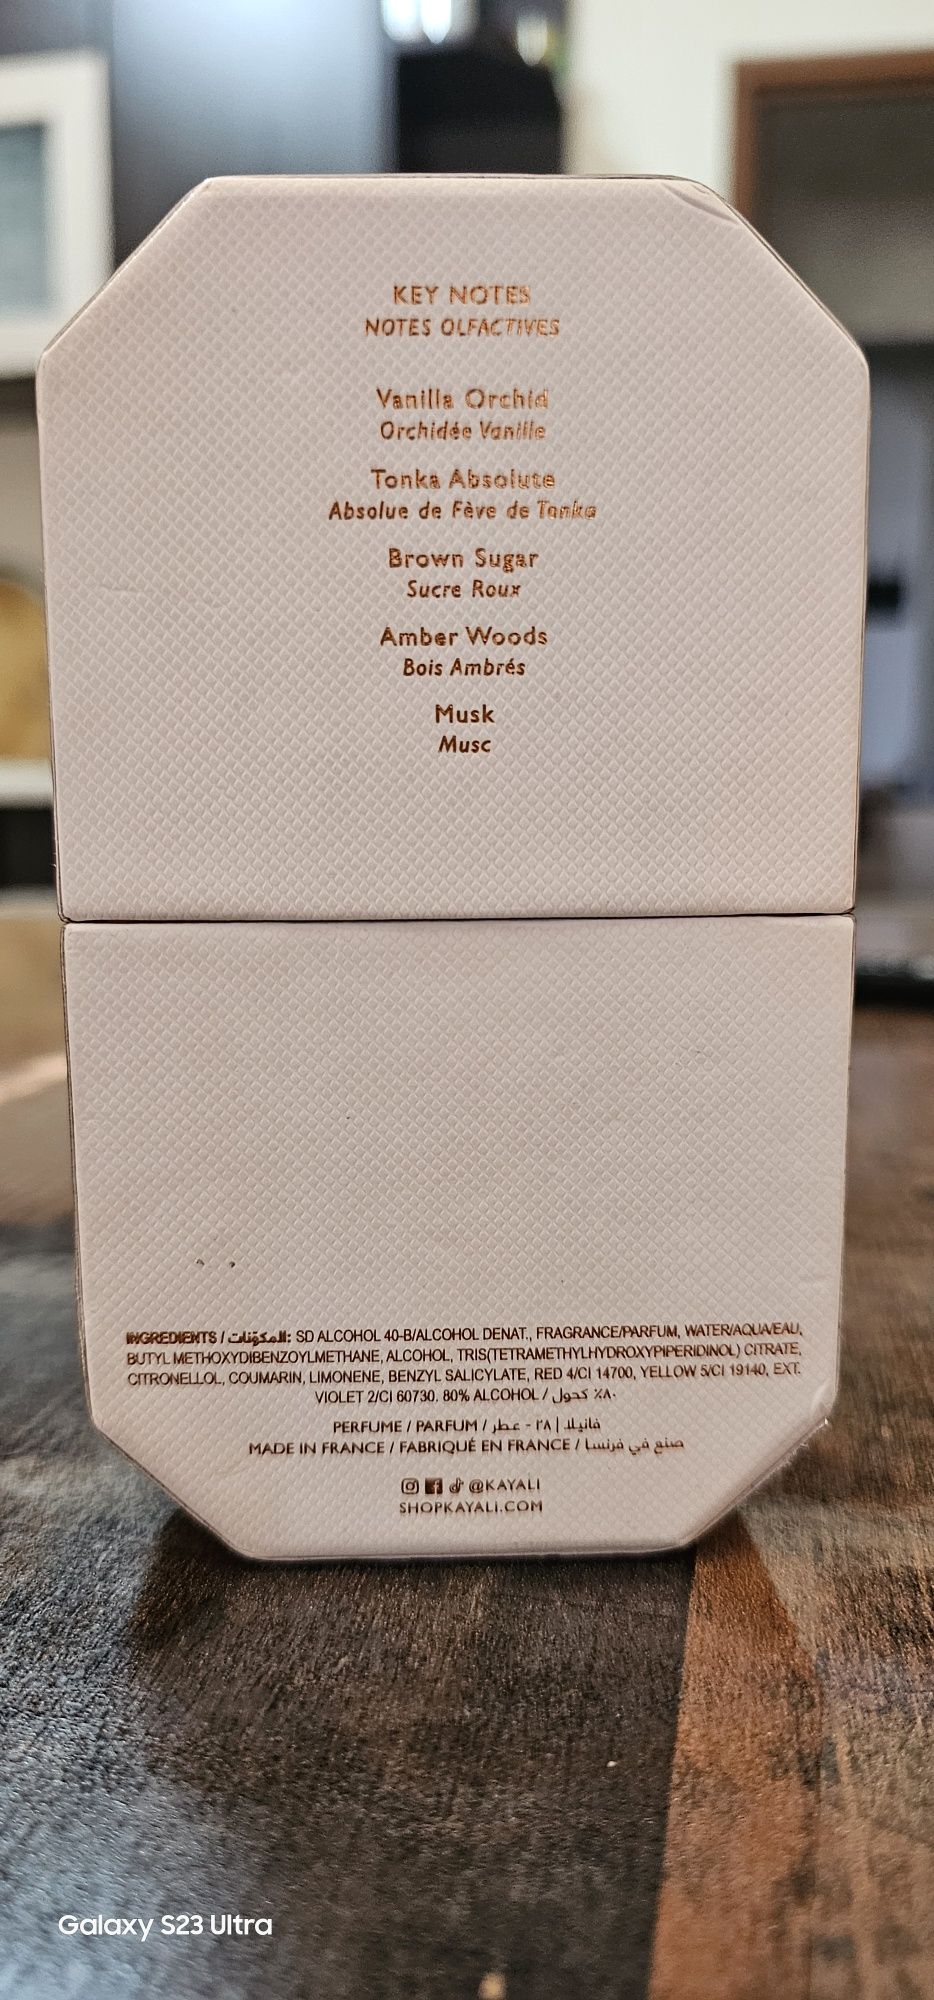 KEY NOTES
NOTES OLFACTIVES
Vanilla Orchid
Orchidée Vanille
Tonka Absolute
Absolue de Fève de Tonka
Brown Sugar
Sucre Roux
Amber Woods
Bois Ambrés
Musk
Musc
INGREDIENTS / المكوّنات: SD ALCOHOL 40-B/ALCOHOL DENAT., FRAGRANCE/PARFUM, WATER/AQUA/EAU,
BUTYL METHOXYDIBENZOYLMETHANE, ALCOHOL, TRIS(TETRAMETHYLHYDROXYPIPERIDINOL) CITRATE,
CITRONELLOL, COUMARIN, LIMONENE, BENZYL SALICYLATE, RED 4/CI 14700, YELLOW 5/CI 19140, EXT.
VIOLET 2/CI 60730. 80% ALCOHOL / كحول ٪٨٠
PERFUME / PARFUM / فانيلا | ٢٨ - عطر
MADE IN FRANCE / FABRIQUÉ EN FRANCE / صنع في فرنسا
@KAYALI
SHOPKAYALI.COM
Galaxy S23 Ultra